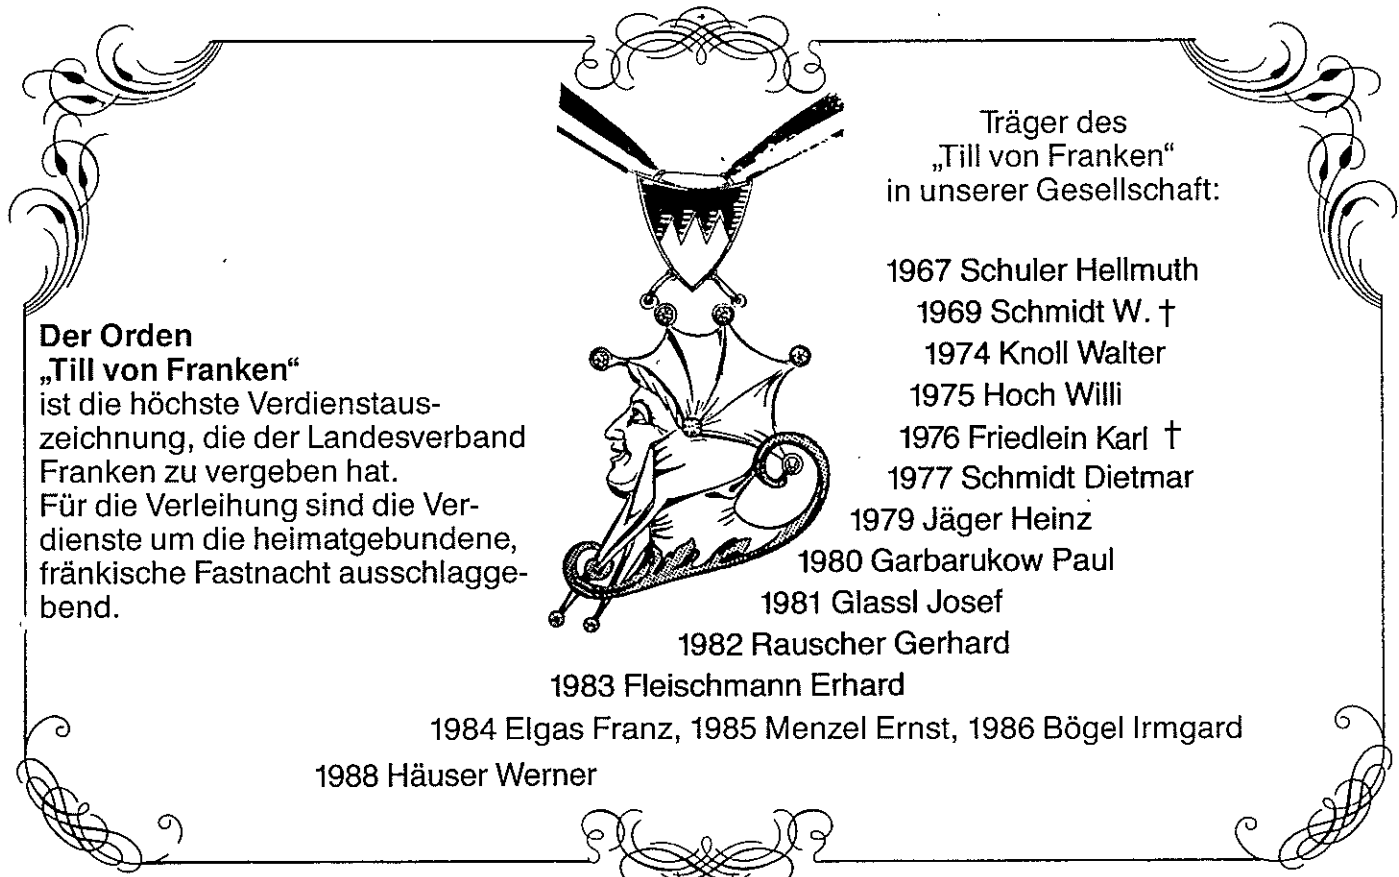 Der Orden
„Till von Franken“
ist die höchste Verdienstaus-
zeichnung, die der Landesverband
Franken zu vergeben hat.
Für die Verleihung sind die Ver-
dienste um die heimatgebundene,
fränkische Fastnacht ausschlagge-
bend.
Träger des
„Till von Franken“
in unserer Gesellschaft:
1967 Schuler Hellmuth
1969 Schmidt W. †
1974 Knoll Walter
1975 Hoch Willi
1976 Friedlein Karl †
1977 Schmidt Dietmar
1979 Jäger Heinz
1980 Garbarukow Paul
1981 Glassl Josef
1982 Rauscher Gerhard
1983 Fleischmann Erhard
1984 Elgas Franz, 1985 Menzel Ernst, 1986 Bögel Irmgard
1988 Häuser Werner